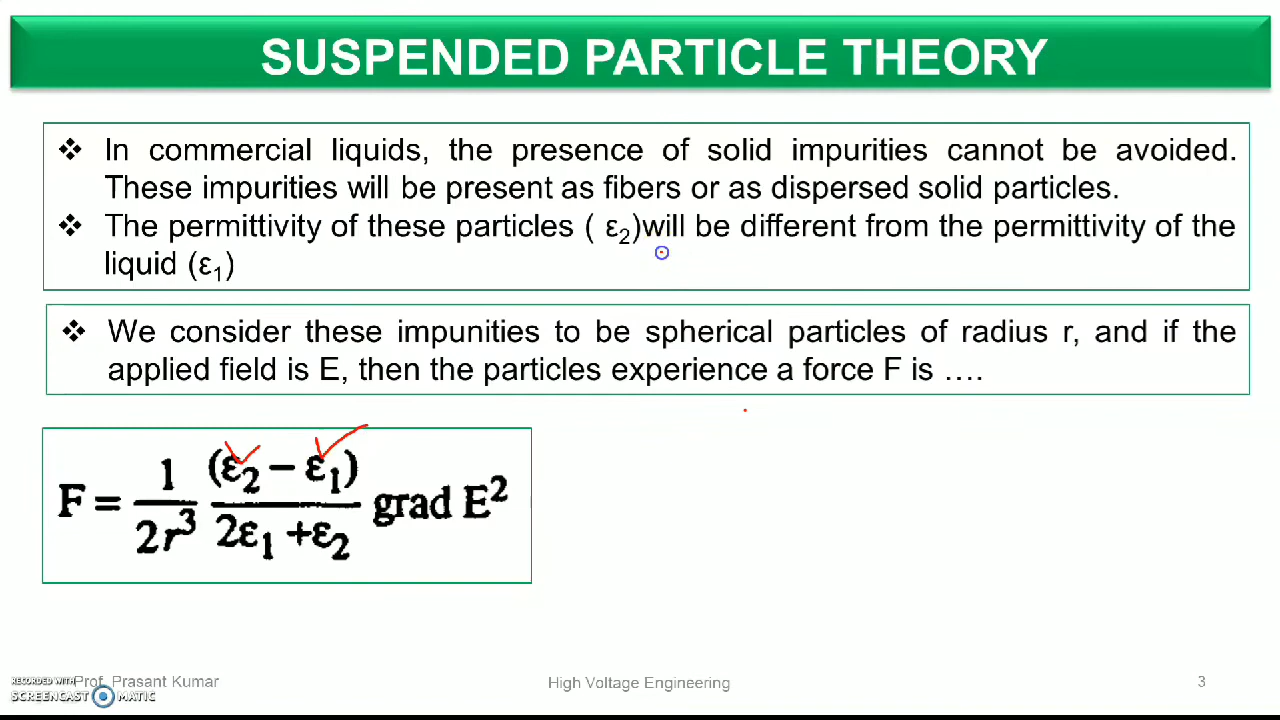 SUSPENDED PARTICLE THEORY
❖ In commercial liquids, the presence of solid impurities cannot be avoided.
These impurities will be present as fibers or as dispersed solid particles.
❖ The permittivity of these particles ( ε₂)will be different from the permittivity of the
liquid (ε₁)
❖ We consider these impunities to be spherical particles of radius r, and if the
applied field is E, then the particles experience a force F is ....
F = 1/2r³ (ε₂ − ε₁)/2ε₁ +ε₂ grad E²
RECORDED WITH
SCREENCAST MATIC
Prof. Prasant Kumar
High Voltage Engineering
3